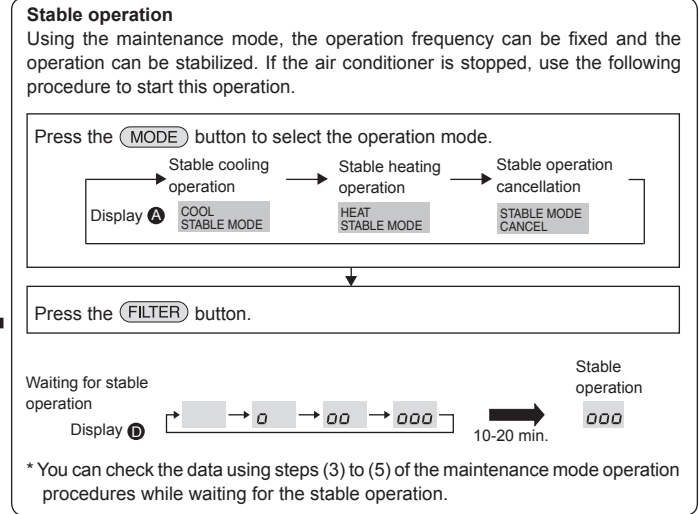 Stable operation
Using the maintenance mode, the operation frequency can be fixed and the
operation can be stabilized. If the air conditioner is stopped, use the following
procedure to start this operation.
Press the MODE button to select the operation mode.
Stable cooling
operation
Stable heating
operation
Stable operation
cancellation
Display A
COOL
STABLE MODE
HEAT
STABLE MODE
STABLE MODE
CANCEL
Press the FILTER button.
Waiting for stable
operation
Display D
o
oo
ooo
10-20 min.
Stable
operation
ooo
* You can check the data using steps (3) to (5) of the maintenance mode operation
procedures while waiting for the stable operation.